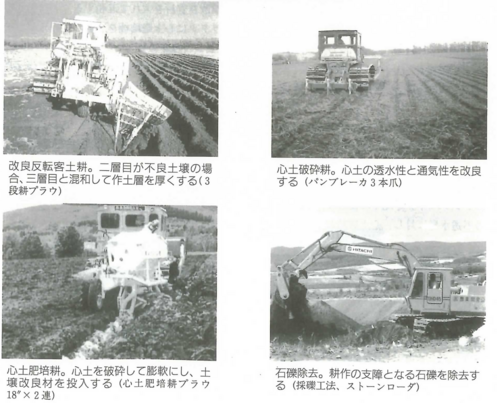 改良反転客土耕。二層目が不良土壌の場
合、三層目と混和して作土層を厚くする(3
段耕プラウ)
心土破砕耕。心土の透水性と通気性を改良
する (パンブレーカ3本爪)
心土肥培耕。心土を破砕して膨軟にし、土
壌改良材を投入する (心土肥培耕プラウ
18″×2連)
HITACHI
石礫除去。耕作の支障となる石礫を除去す
る (採礫工法、ストーンローダ)